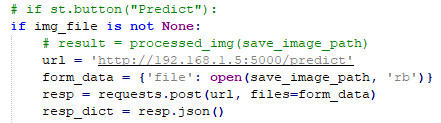 # if st.button("Predict"):
if img_file is not None:
    # result = processed_img(save_image_path)
    url = 'http://192.168.1.5:5000/predict'
    form_data = {'file': open(save_image_path, 'rb')}
    resp = requests.post(url, files=form_data)
    resp_dict = resp.json()